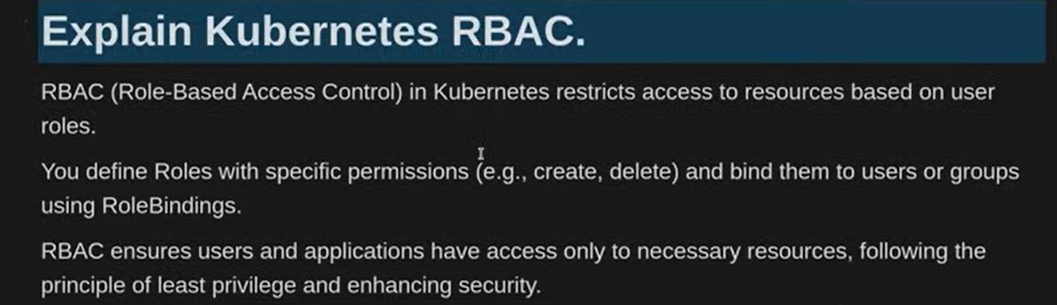 Explain Kubernetes RBAC.
RBAC (Role-Based Access Control) in Kubernetes restricts access to resources based on user
roles.
You define Roles with specific permissions (e.g., create, delete) and bind them to users or groups
using RoleBindings.
RBAC ensures users and applications have access only to necessary resources, following the
principle of least privilege and enhancing security.